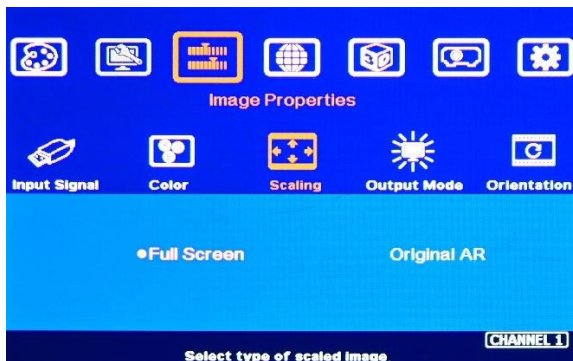 3D
Image Properties
Input Signal Color Scaling Output Mode Orientation
Full Screen Original AR
CHANNEL 1
Select type of scaled image